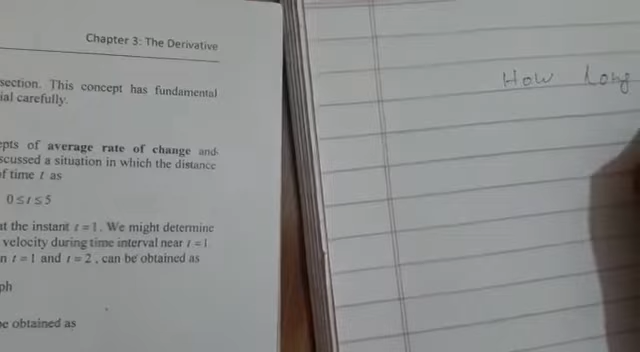 Chapter 3: The Derivative
section. This concept has fundamental
ial carefully.
epts of average rate of change and
scussed a situation in which the distance
of time t as
0≤t≤5
at the instant t = 1. We might determine
velocity during time interval near t = 1
n t = 1 and t = 2, can be obtained as
ph
be obtained as
How Long